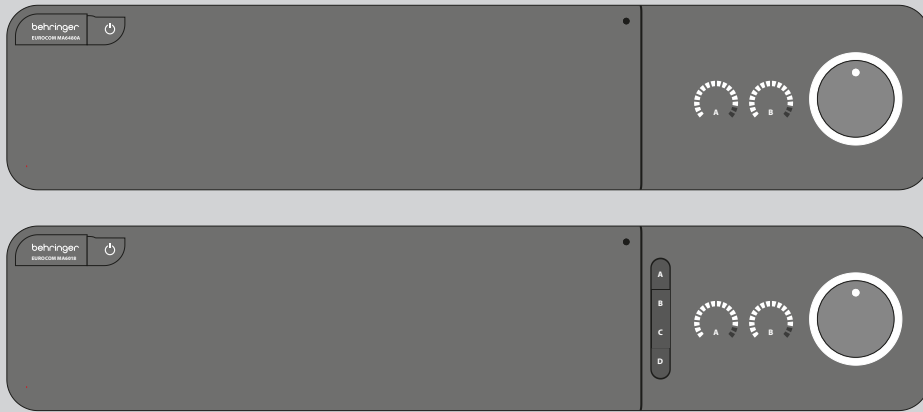 behringer
EUROCOM MA6480A
A B
behringer
EUROCOM MA6018
A
B
C
D
A B